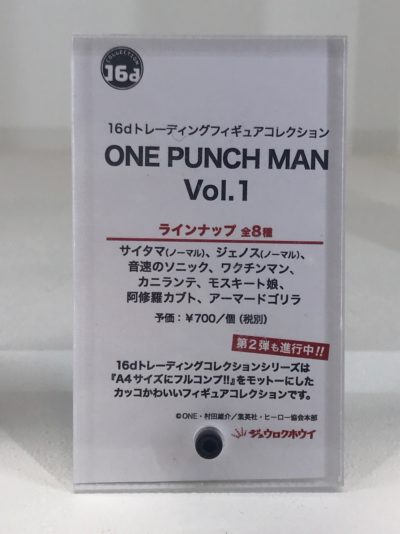 COLLECTION
16d
16dトレーディングフィギュアコレクション
ONE PUNCH MAN
Vol.1
ラインナップ 全8種
サイタマ(ノーマル)、ジェノス(ノーマル)、
音速のソニック、ワクチンマン、
カニランテ、モスキート娘、
阿修羅カブト、アーマードゴリラ
予価：¥700/個 (税別)
第2弾も進行中!!
16dトレーディングコレクションシリーズは
『A4サイズにフルコンプ!!』をモットーにした
カッコかわいいフィギュアコレクションです。
©ONE・村田雄介/集英社・ヒーロー協会本部
ジュウロクホウイ